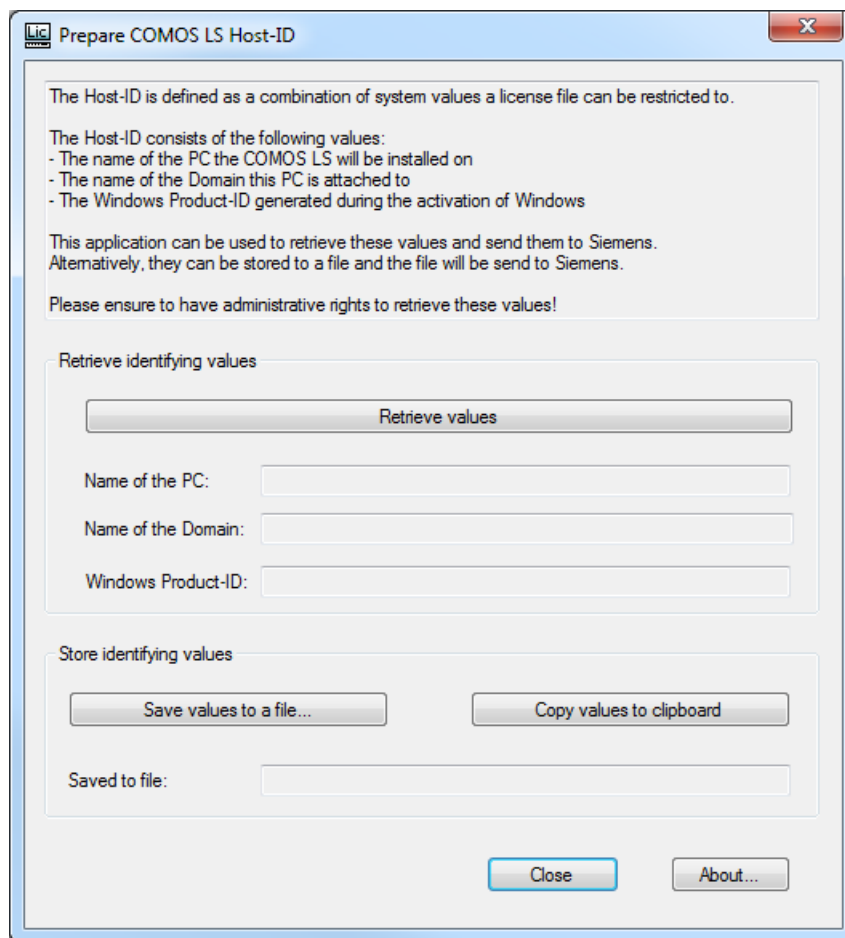 Lic
Prepare COMOS LS Host-ID
The Host-ID is defined as a combination of system values a license file can be restricted to.
The Host-ID consists of the following values:
- The name of the PC the COMOS LS will be installed on
- The name of the Domain this PC is attached to
- The Windows Product-ID generated during the activation of Windows
This application can be used to retrieve these values and send them to Siemens.
Alternatively, they can be stored to a file and the file will be send to Siemens.
Please ensure to have administrative rights to retrieve these values!
Retrieve identifying values
Retrieve values
Name of the PC:
Name of the Domain:
Windows Product-ID:
Store identifying values
Save values to a file...
Copy values to clipboard
Saved to file:
Close
About...